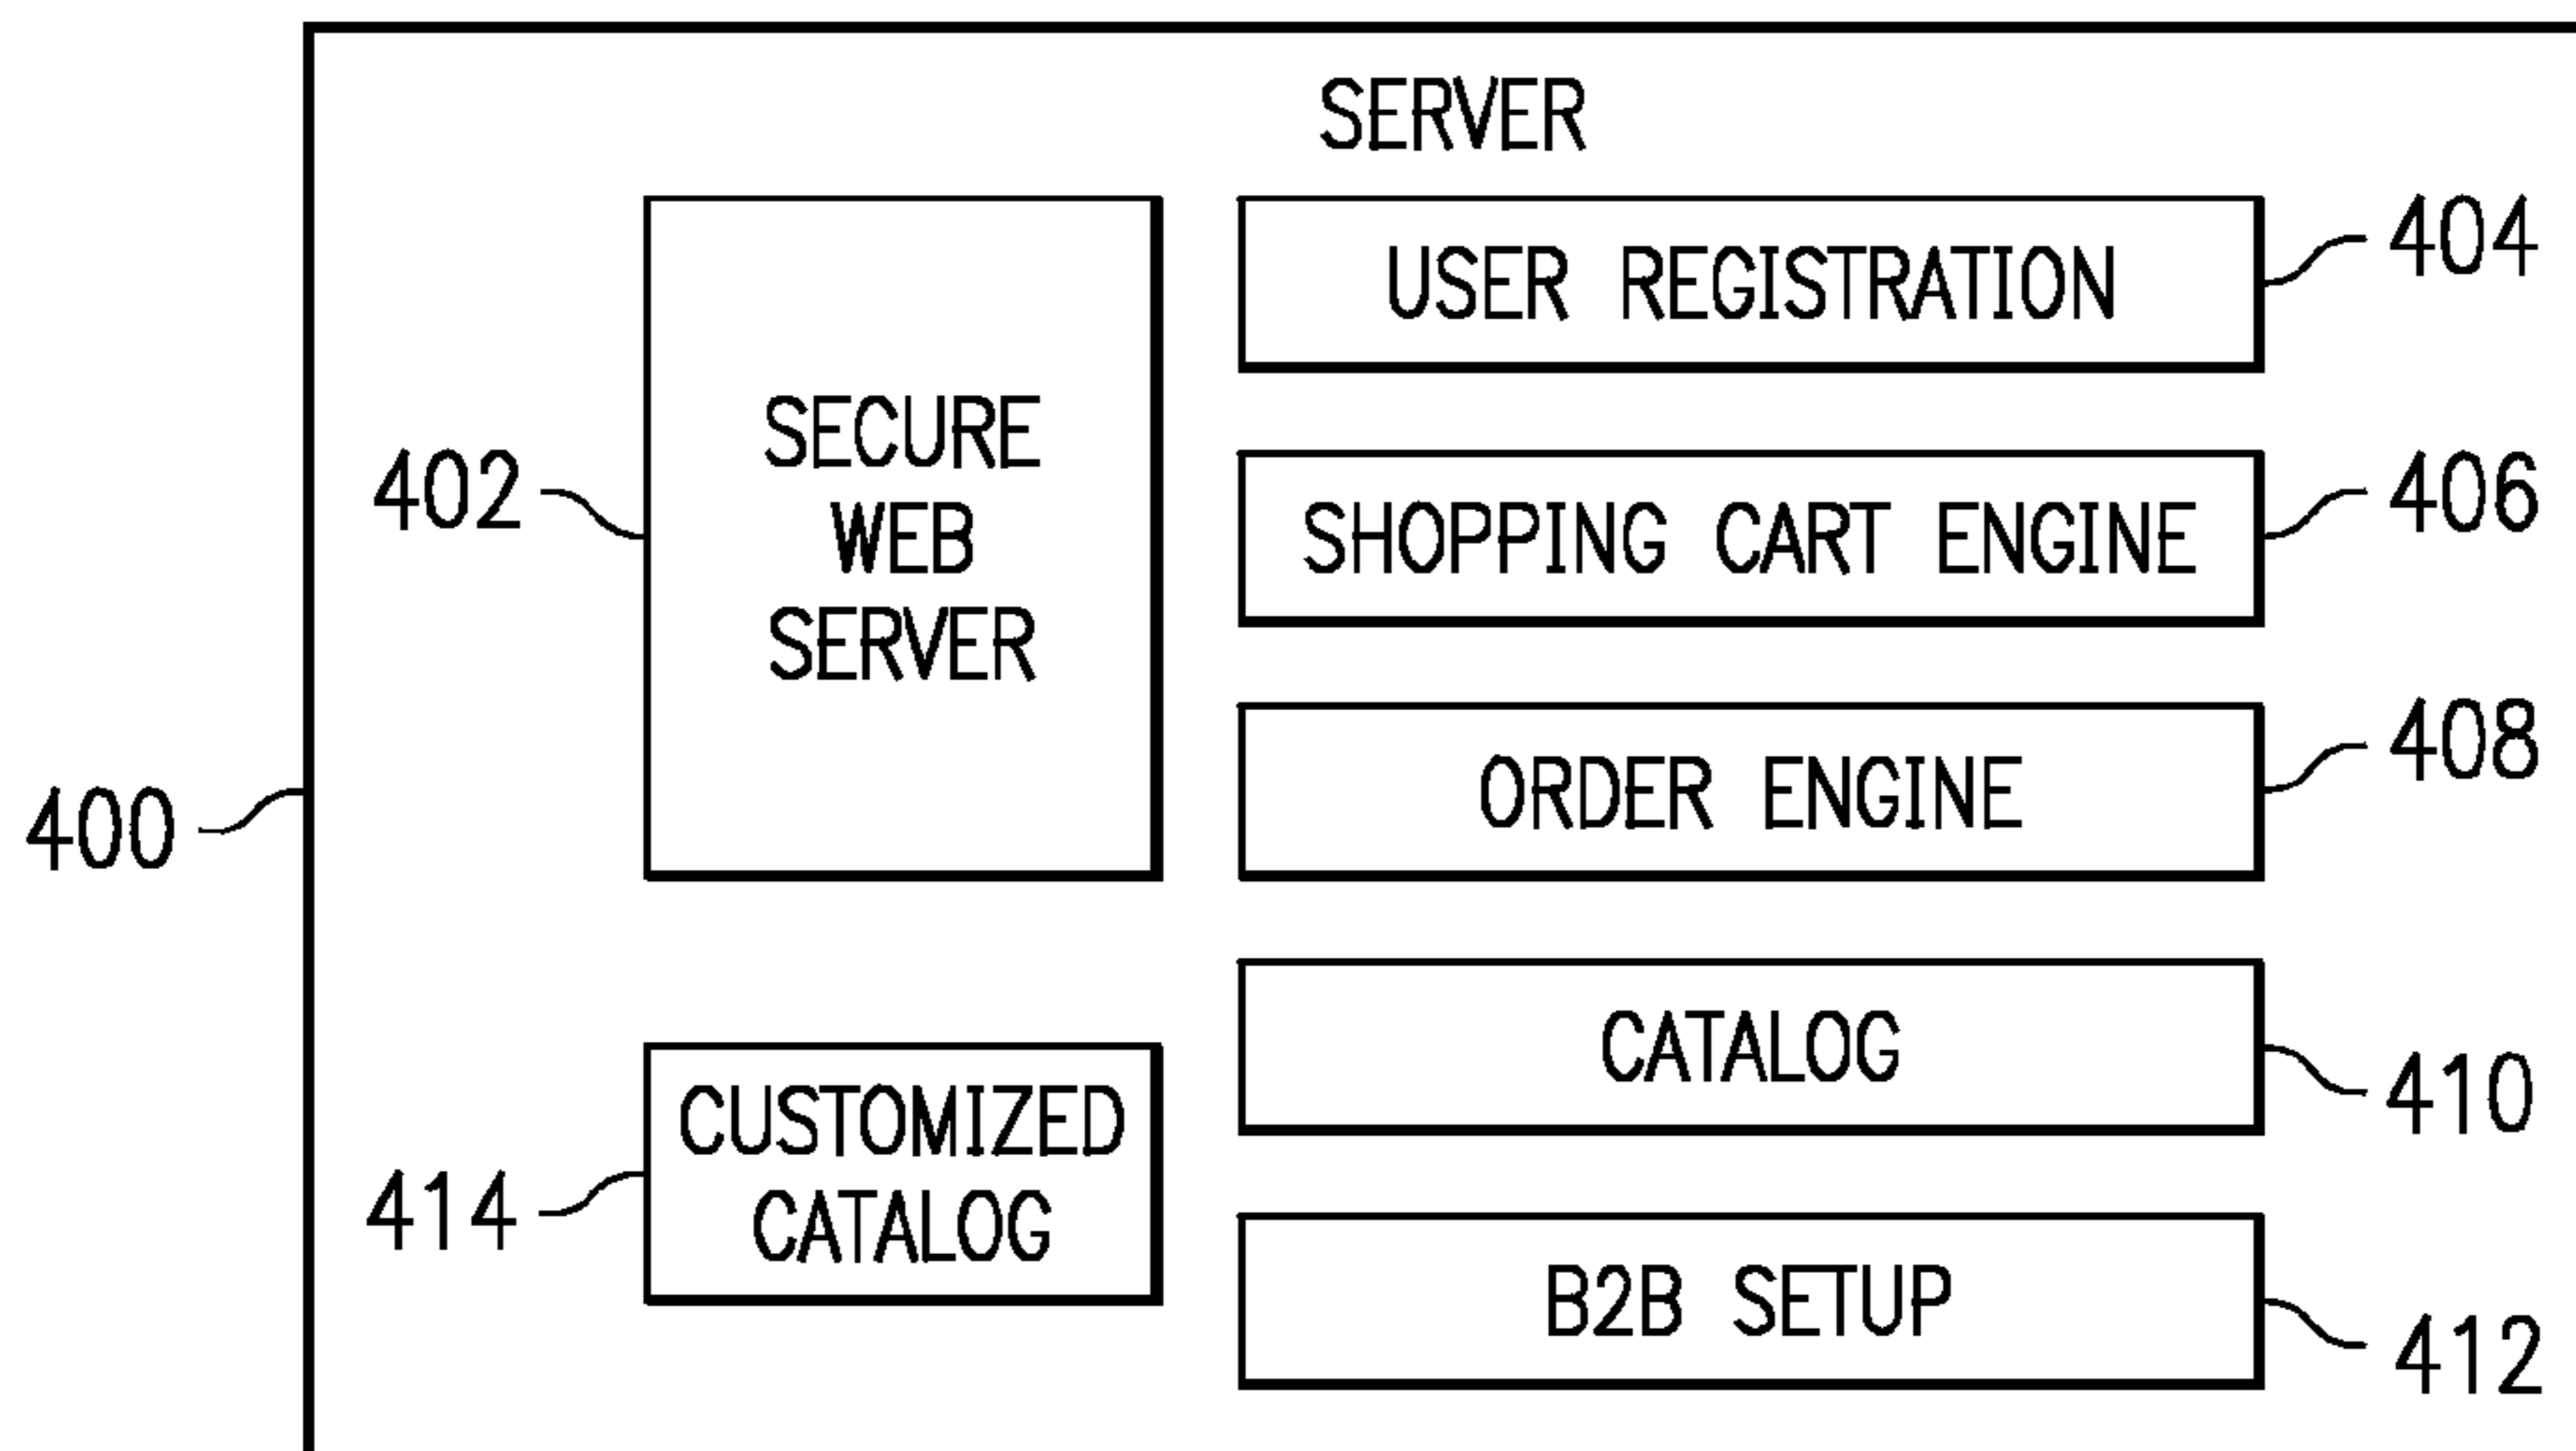 SERVER
USER REGISTRATION
404
SECURE
WEB
SERVER
402
SHOPPING CART ENGINE
406
ORDER ENGINE
408
400
CATALOG
410
CUSTOMIZED
CATALOG
414
B2B SETUP
412